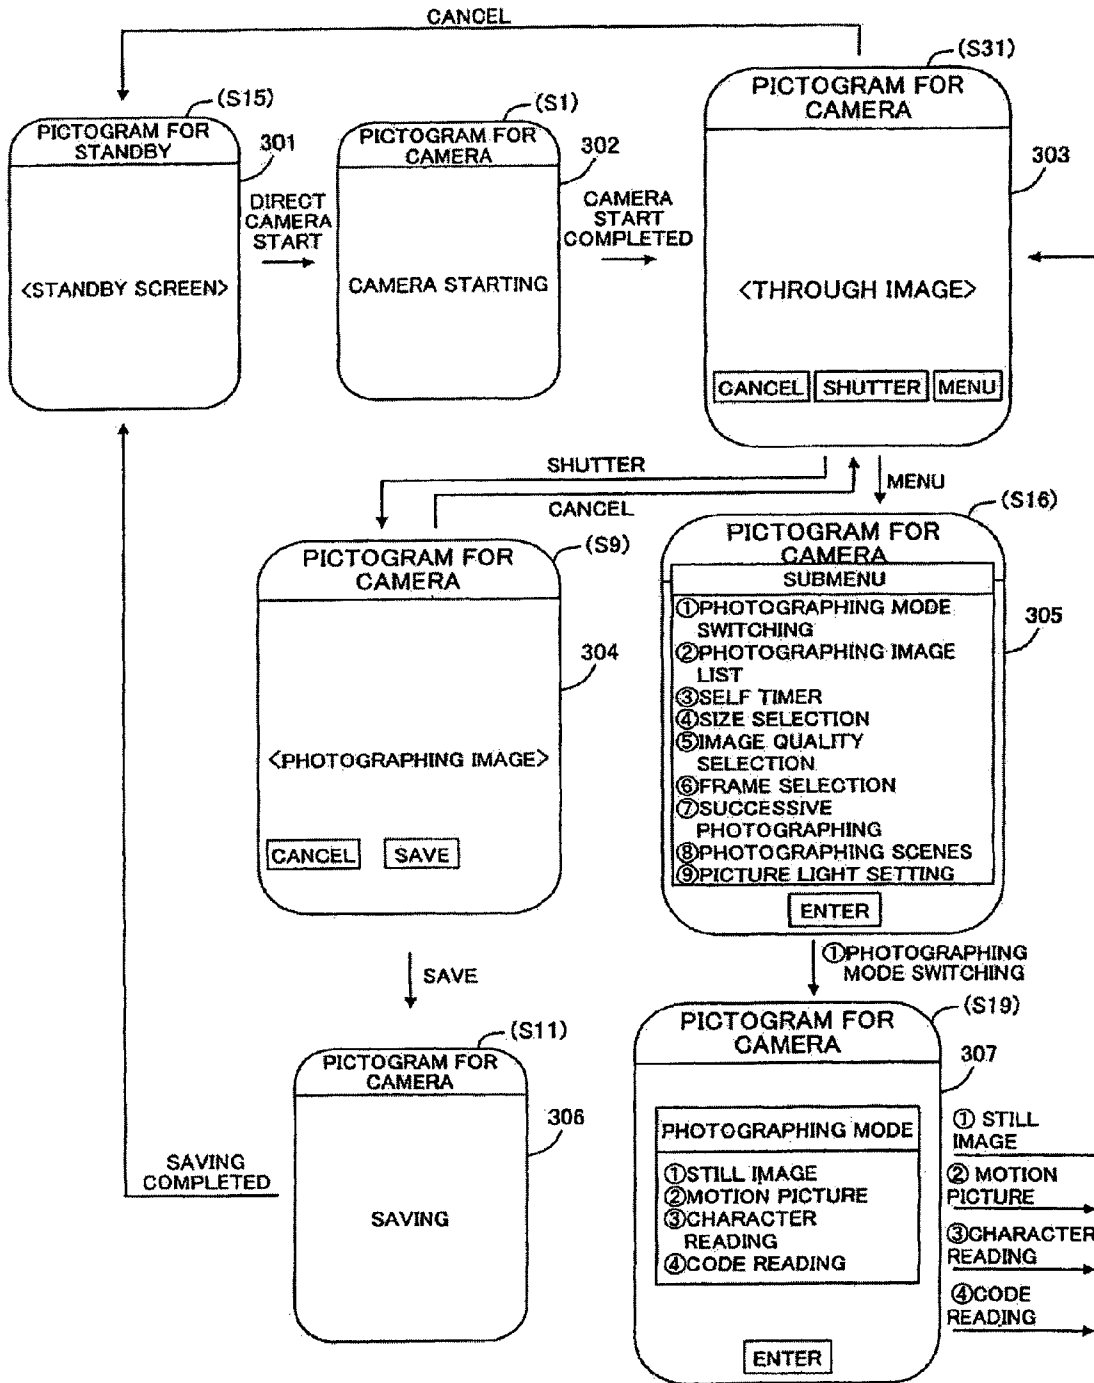 CANCEL
(S31)
PICTOGRAM FOR
CAMERA
303
<THROUGH IMAGE>
CANCEL SHUTTER MENU
(S15)
PICTOGRAM FOR
STANDBY
301
<STANDBY SCREEN>
DIRECT
CAMERA
START
(S1)
PICTOGRAM FOR
CAMERA
302
CAMERA STARTING
CAMERA
START
COMPLETED
SHUTTER
CANCEL
MENU
(S9)
PICTOGRAM FOR
CAMERA
304
<PHOTOGRAPHING IMAGE>
CANCEL SAVE
(S16)
PICTOGRAM FOR
CAMERA
SUBMENU
①PHOTOGRAPHING MODE
SWITCHING
②PHOTOGRAPHING IMAGE
LIST
③SELF TIMER
④SIZE SELECTION
⑤IMAGE QUALITY
SELECTION
⑥FRAME SELECTION
⑦SUCCESSIVE
PHOTOGRAPHING
⑧PHOTOGRAPHING SCENES
⑨PICTURE LIGHT SETTING
ENTER
305
SAVE
①PHOTOGRAPHING
MODE SWITCHING
(S11)
PICTOGRAM FOR
CAMERA
306
SAVING
SAVING
COMPLETED
(S19)
PICTOGRAM FOR
CAMERA
307
PHOTOGRAPHING MODE
①STILL IMAGE
②MOTION PICTURE
③CHARACTER
READING
④CODE READING
ENTER
① STILL
IMAGE
② MOTION
PICTURE
③CHARACTER
READING
④CODE
READING